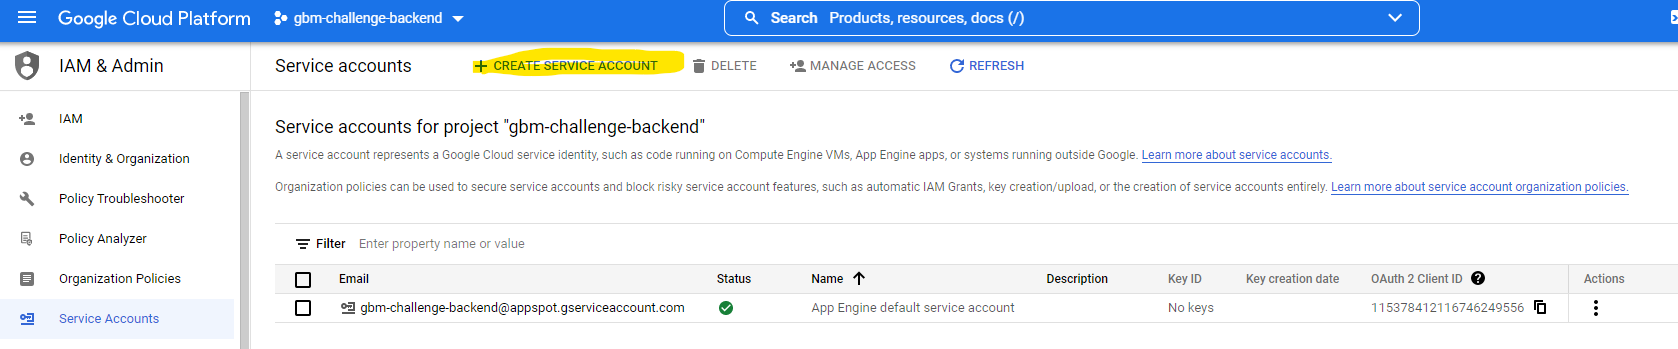 Google Cloud Platform gbm-challenge-backend Search Products, resources, docs (/)
IAM & Admin Service accounts + CREATE SERVICE ACCOUNT DELETE MANAGE ACCESS REFRESH
IAM
Identity & Organization
Policy Troubleshooter
Policy Analyzer
Organization Policies
Service Accounts
Service accounts for project "gbm-challenge-backend"
A service account represents a Google Cloud service identity, such as code running on Compute Engine VMs, App Engine apps, or systems running outside Google. Learn more about service accounts.
Organization policies can be used to secure service accounts and block risky service account features, such as automatic IAM Grants, key creation/upload, or the creation of service accounts entirely. Learn more about service account organization policies.
Filter Enter property name or value
Email Status Name Description Key ID Key creation date OAuth 2 Client ID Actions
gbm-challenge-backend@appspot.gserviceaccount.com App Engine default service account No keys 115378412116746249556